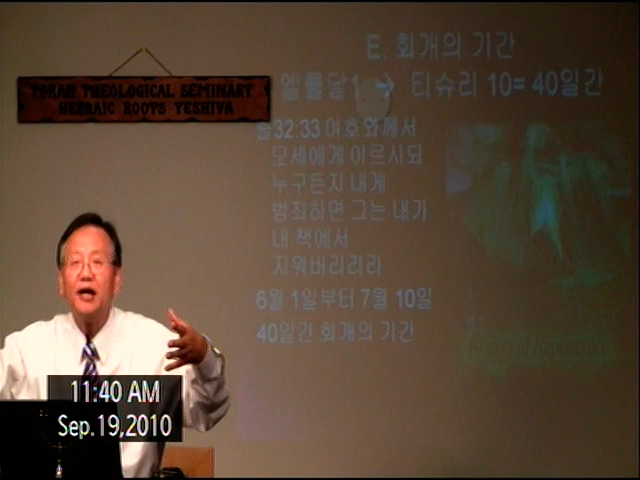 TORAH THEOLOGICAL SEMINARY
HEBRAIC ROOTS YESHIVA
E. 회개의 기간
엘룰달1 → 티슈리 10= 40일간
출32:33 여호와께서
모세에게 이르시되
누구든지 내게
범죄하면 그는 내가
내 책에서
지워버리리라
6월 1일부터 7월 10일
40일간 회개의 기간
11:40 AM
Sep.19,2010